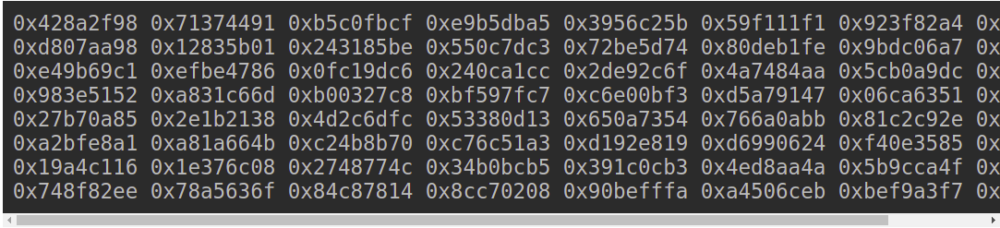 0x428a2f98 0x71374491 0xb5c0fbcf 0xe9b5dba5 0x3956c25b 0x59f111f1 0x923f82a4 0x
0xd807aa98 0x12835b01 0x243185be 0x550c7dc3 0x72be5d74 0x80deb1fe 0x9bdc06a7 0x
0xe49b69c1 0xefbe4786 0x0fc19dc6 0x240ca1cc 0x2de92c6f 0x4a7484aa 0x5cb0a9dc 0x
0x983e5152 0xa831c66d 0xb00327c8 0xbf597fc7 0xc6e00bf3 0xd5a79147 0x06ca6351 0x
0x27b70a85 0x2e1b2138 0x4d2c6dfc 0x53380d13 0x650a7354 0x766a0abb 0x81c2c92e 0x
0xa2bfe8a1 0xa81a664b 0xc24b8b70 0xc76c51a3 0xd192e819 0xd6990624 0xf40e3585 0x
0x19a4c116 0x1e376c08 0x2748774c 0x34b0bcb5 0x391c0cb3 0x4ed8aa4a 0x5b9cca4f 0x
0x748f82ee 0x78a5636f 0x84c87814 0x8cc70208 0x90befffa 0xa4506ceb 0xbef9a3f7 0x